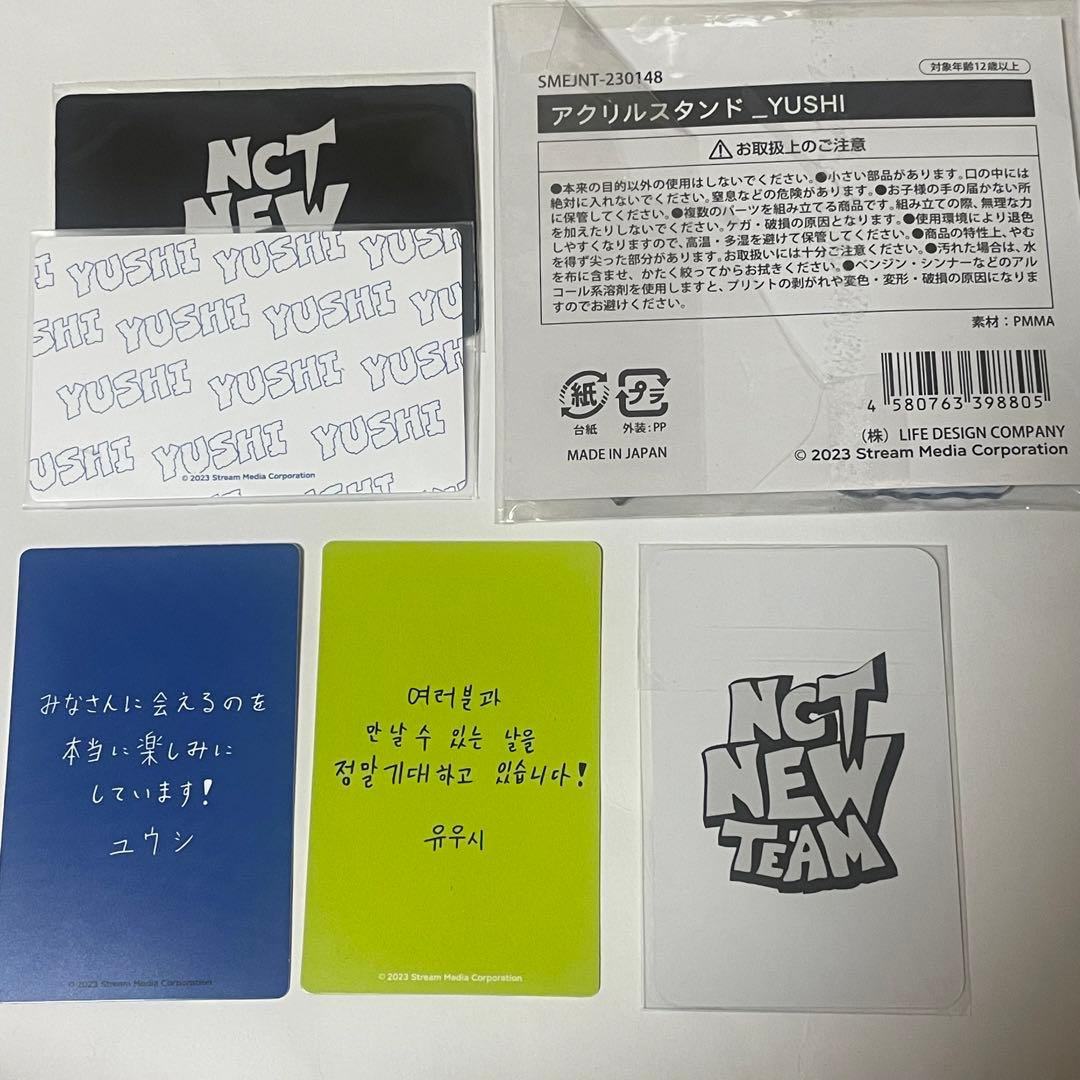 NCT
NEW
YUSHI YUSHI YUSHI YUSHI
USHI YUSHI YUSHI YU
YUSHI YUSHI YUSH
YUSHI YUSHI YUSHI
© 2023 Stream Media Corporation
SMEJNT-230148
対象年齢12歳以上
アクリルスタンド _YUSHI
⚠お取扱上のご注意
●本来の目的以外の使用はしないでください。●小さい部品があります。口の中には
絶対に入れないでください。窒息などの危険があります。●お子様の手の届かない所
に保管してください。●複数のパーツを組み立てる商品です。組み立ての際、無理な力
を加えたりしないでください。ケガ・破損の原因となります。●使用環境により退色
しやすくなりますので、高温・多湿を避けて保管してください。●商品の特性上、やむ
を得ず尖った部分があります。お取扱いには十分ご注意ください。●汚れた場合は、水
を布に含ませ、かたく絞ってからお拭きください。●ベンジン・シンナーなどのアル
コール系溶剤を使用しますと、プリントの剥がれや変色・変形・破損の原因になりま
すのでお避けください。
素材：PMMA
紙 プラ
台紙 外装：PP
MADE IN JAPAN
4 580763 398805
（株） LIFE DESIGN COMPANY
© 2023 Stream Media Corporation
みなさんに会えるのを
本当に楽しみに
しています!
ユウシ
© 2023 Stream Media Corporation
여러분과
만날 수 있는 날을
정말 기대하고 있습니다!
유우시
© 2023 Stream Media Corporation
NCT
NEW
TEAM